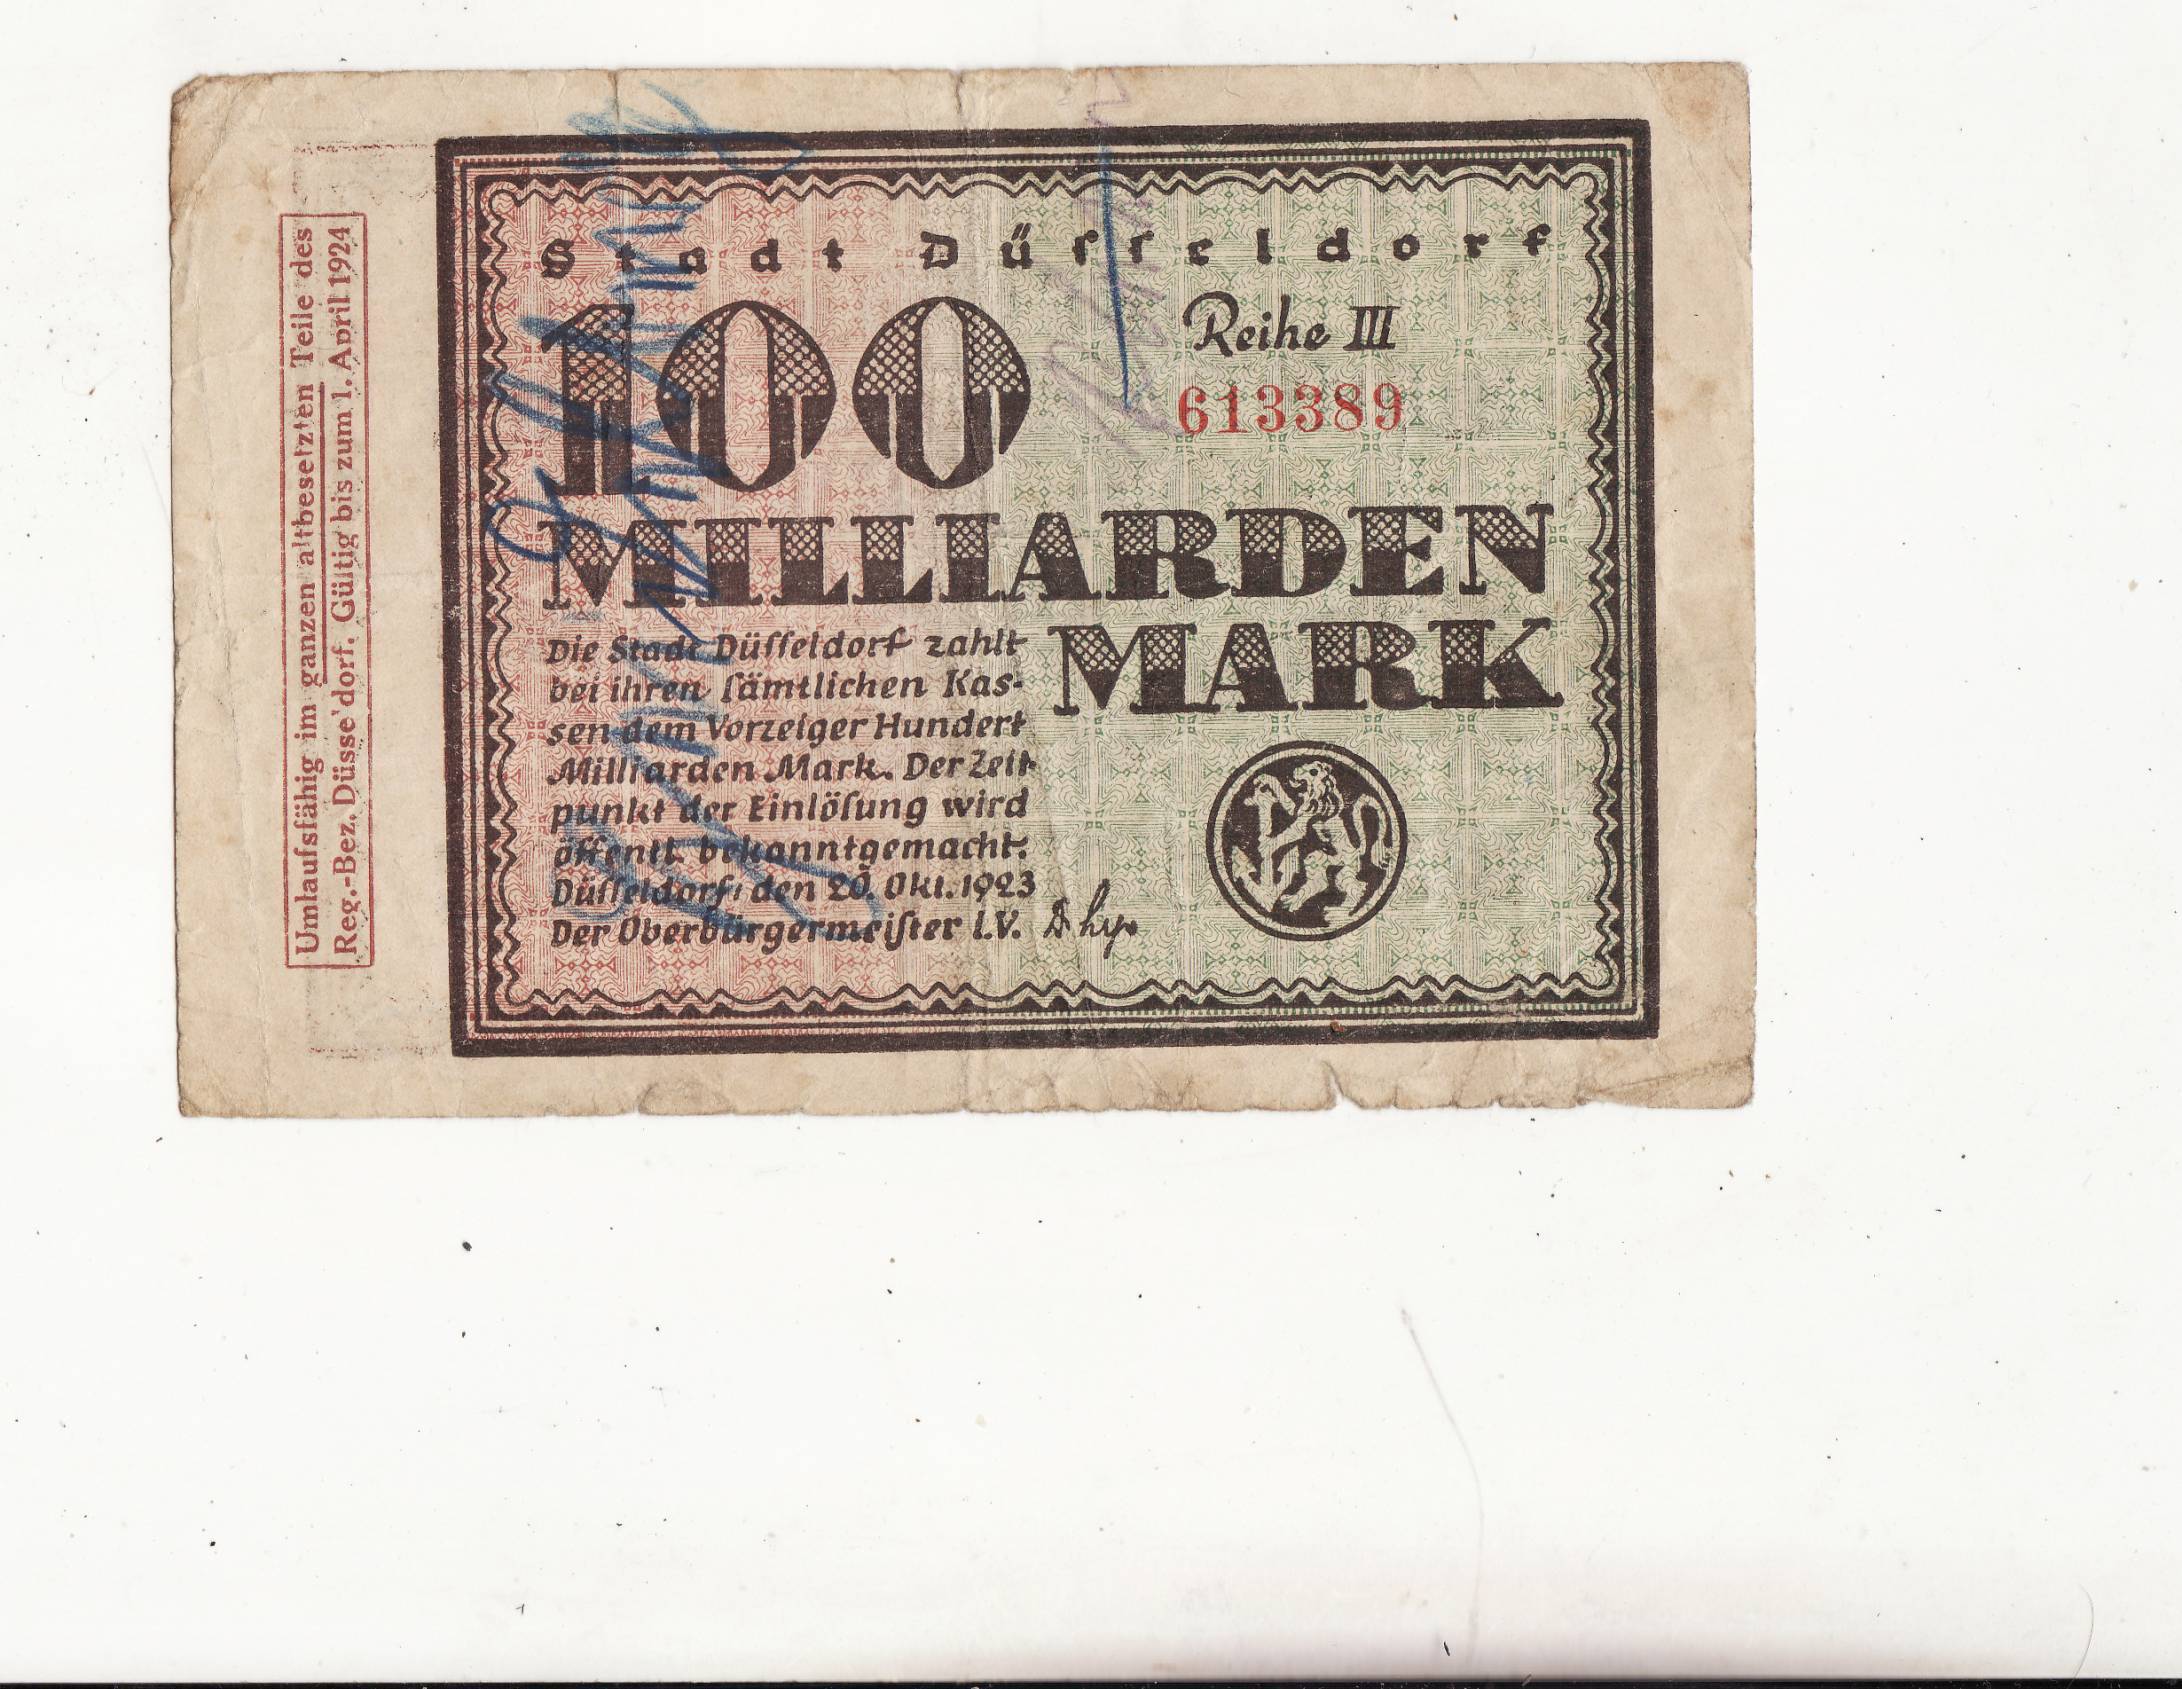 Umlaufsfähig im ganzen altbesetzten Teile des
Reg.-Bez. Düsseldorf. Gültig bis zum 1. April 1924
Stadt Düſſeldorf
100
Reihe III
613389
MILLIARDEN
MARK
Die Stadt Düſſeldorf zahlt
bei ihren ſämtlichen Kas-
sen dem Vorzeiger Hundert
Milliarden Mark. Der Zeit-
punkt der Einlöſung wird
öffentl. bekanntgemacht.
Düſſeldorf, den 20. Okt. 1923
Der Oberbürgermeiſter I.V.